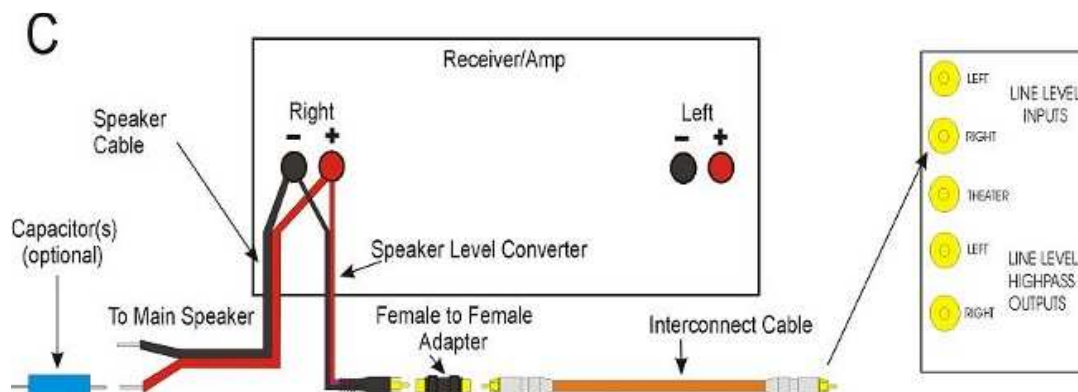 C
Receiver/Amp
Right
- +
Left
- +
Speaker
Cable
Capacitor(s)
(optional)
Speaker Level Converter
To Main Speaker
Female to Female
Adapter
Interconnect Cable
LEFT
LINE LEVEL
INPUTS
RIGHT
THEATER
LEFT
LINE LEVEL
HIGHPASS
OUTPUTS
RIGHT